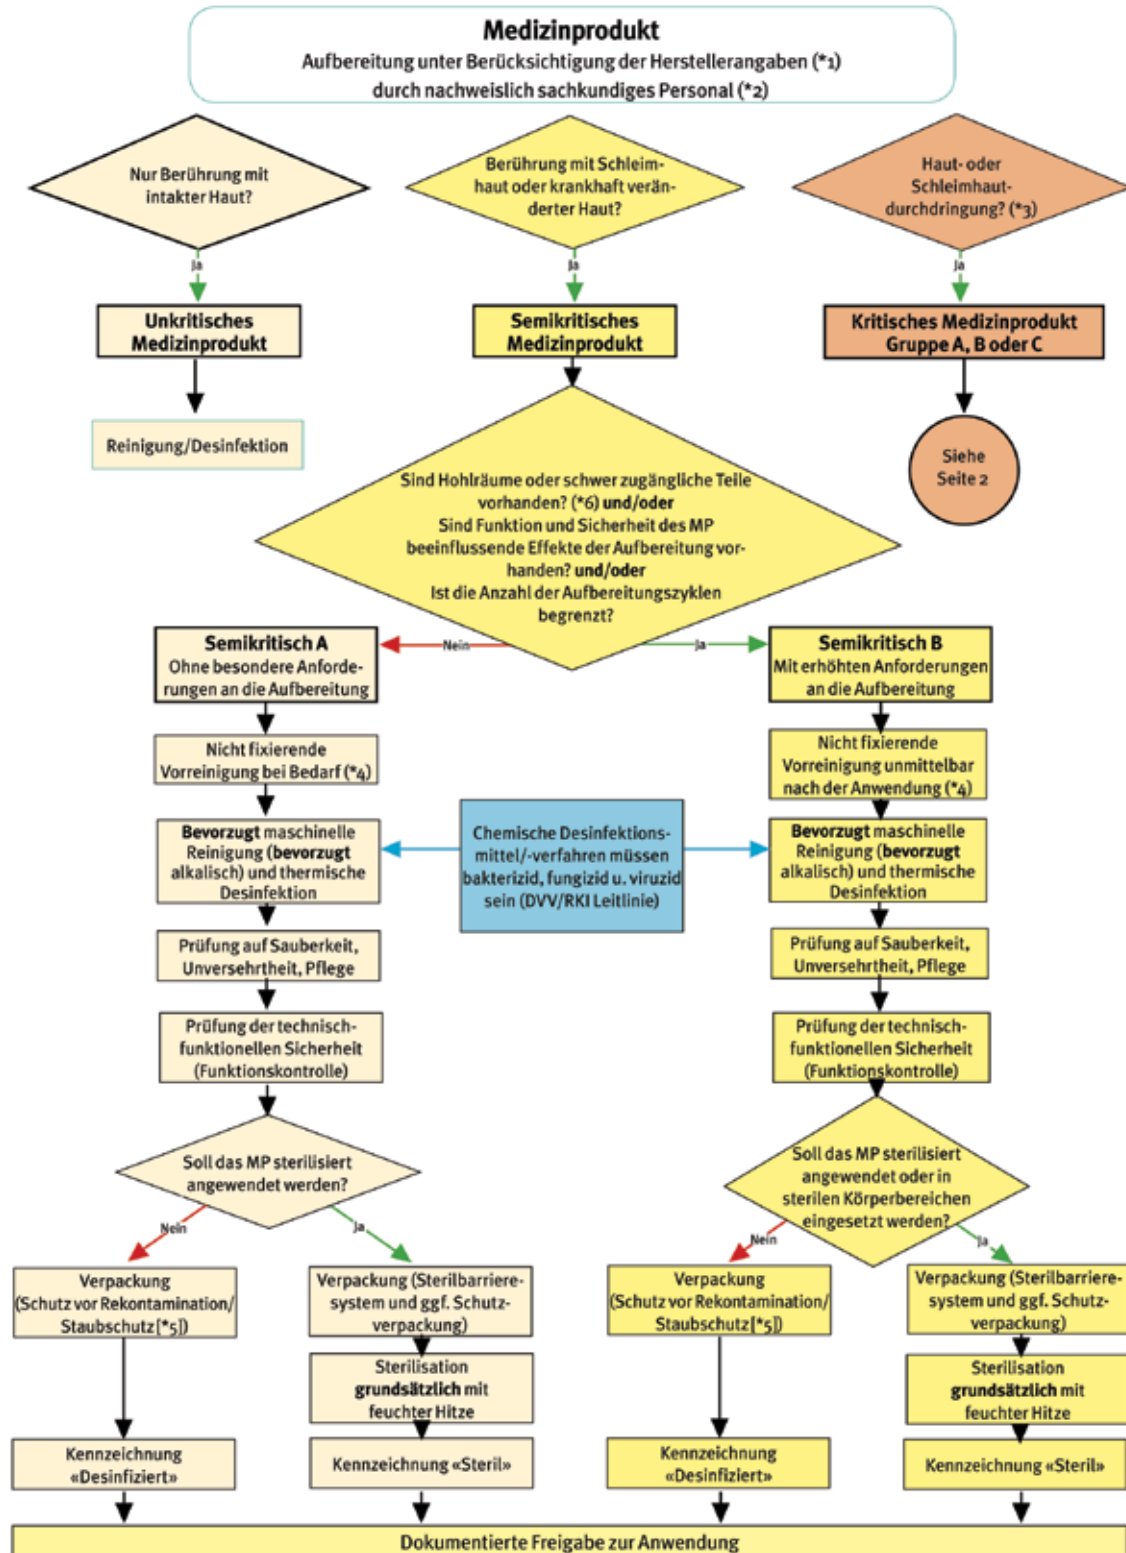 Medizinprodukt
Aufbereitung unter Berücksichtigung der Herstellerangaben (*1)
durch nachweislich sachkundiges Personal (*2)
Nur Berührung mit
intakter Haut?
Berührung mit Schleim-
haut oder krankhaft verän-
derter Haut?
Haut- oder
Schleimhaut-
durchdringung? (*3)
Ja
Ja
Ja
Unkritisches
Medizinprodukt
Semikritisches
Medizinprodukt
Kritisches Medizinprodukt
Gruppe A, B oder C
Reinigung/Desinfektion
Siehe
Seite 2
Sind Hohlräume oder schwer zugängliche Teile
vorhanden? (*6) und/oder
Sind Funktion und Sicherheit des MP
beeinflussende Effekte der Aufbereitung vor-
handen? und/oder
Ist die Anzahl der Aufbereitungszyklen
begrenzt?
Nein
Ja
Semikritisch A
Ohne besondere Anforde-
rungen an die Aufbereitung
Semikritisch B
Mit erhöhten Anforderungen
an die Aufbereitung
Nicht fixierende
Vorreinigung bei Bedarf (*4)
Nicht fixierende
Vorreinigung unmittelbar
nach der Anwendung (*4)
Bevorzugt maschinelle
Reinigung (bevorzugt
alkalisch) und thermische
Desinfektion
Chemische Desinfektions-
mittel/-verfahren müssen
bakterizid, fungizid u. viruzid
sein (DVV/RKI Leitlinie)
Bevorzugt maschinelle
Reinigung (bevorzugt
alkalisch) und thermische
Desinfektion
Prüfung auf Sauberkeit,
Unversehrtheit, Pflege
Prüfung auf Sauberkeit,
Unversehrtheit, Pflege
Prüfung der technisch-
funktionellen Sicherheit
(Funktionskontrolle)
Prüfung der technisch-
funktionellen Sicherheit
(Funktionskontrolle)
Soll das MP sterilisiert
angewendet werden?
Soll das MP sterilisiert
angewendet oder in
sterilen Körperbereichen
eingesetzt werden?
Nein
Ja
Nein
Ja
Verpackung
(Schutz vor Rekontamination/
Staubschutz[*5])
Verpackung (Sterilbarriere-
system und ggf. Schutz-
verpackung)
Verpackung
(Schutz vor Rekontamination/
Staubschutz[*5])
Verpackung (Sterilbarriere-
system und ggf. Schutz-
verpackung)
Sterilisation
grundsätzlich mit
feuchter Hitze
Sterilisation
grundsätzlich mit
feuchter Hitze
Kennzeichnung
«Desinfiziert»
Kennzeichnung «Steril»
Kennzeichnung
«Desinfiziert»
Kennzeichnung «Steril»
Dokumentierte Freigabe zur Anwendung